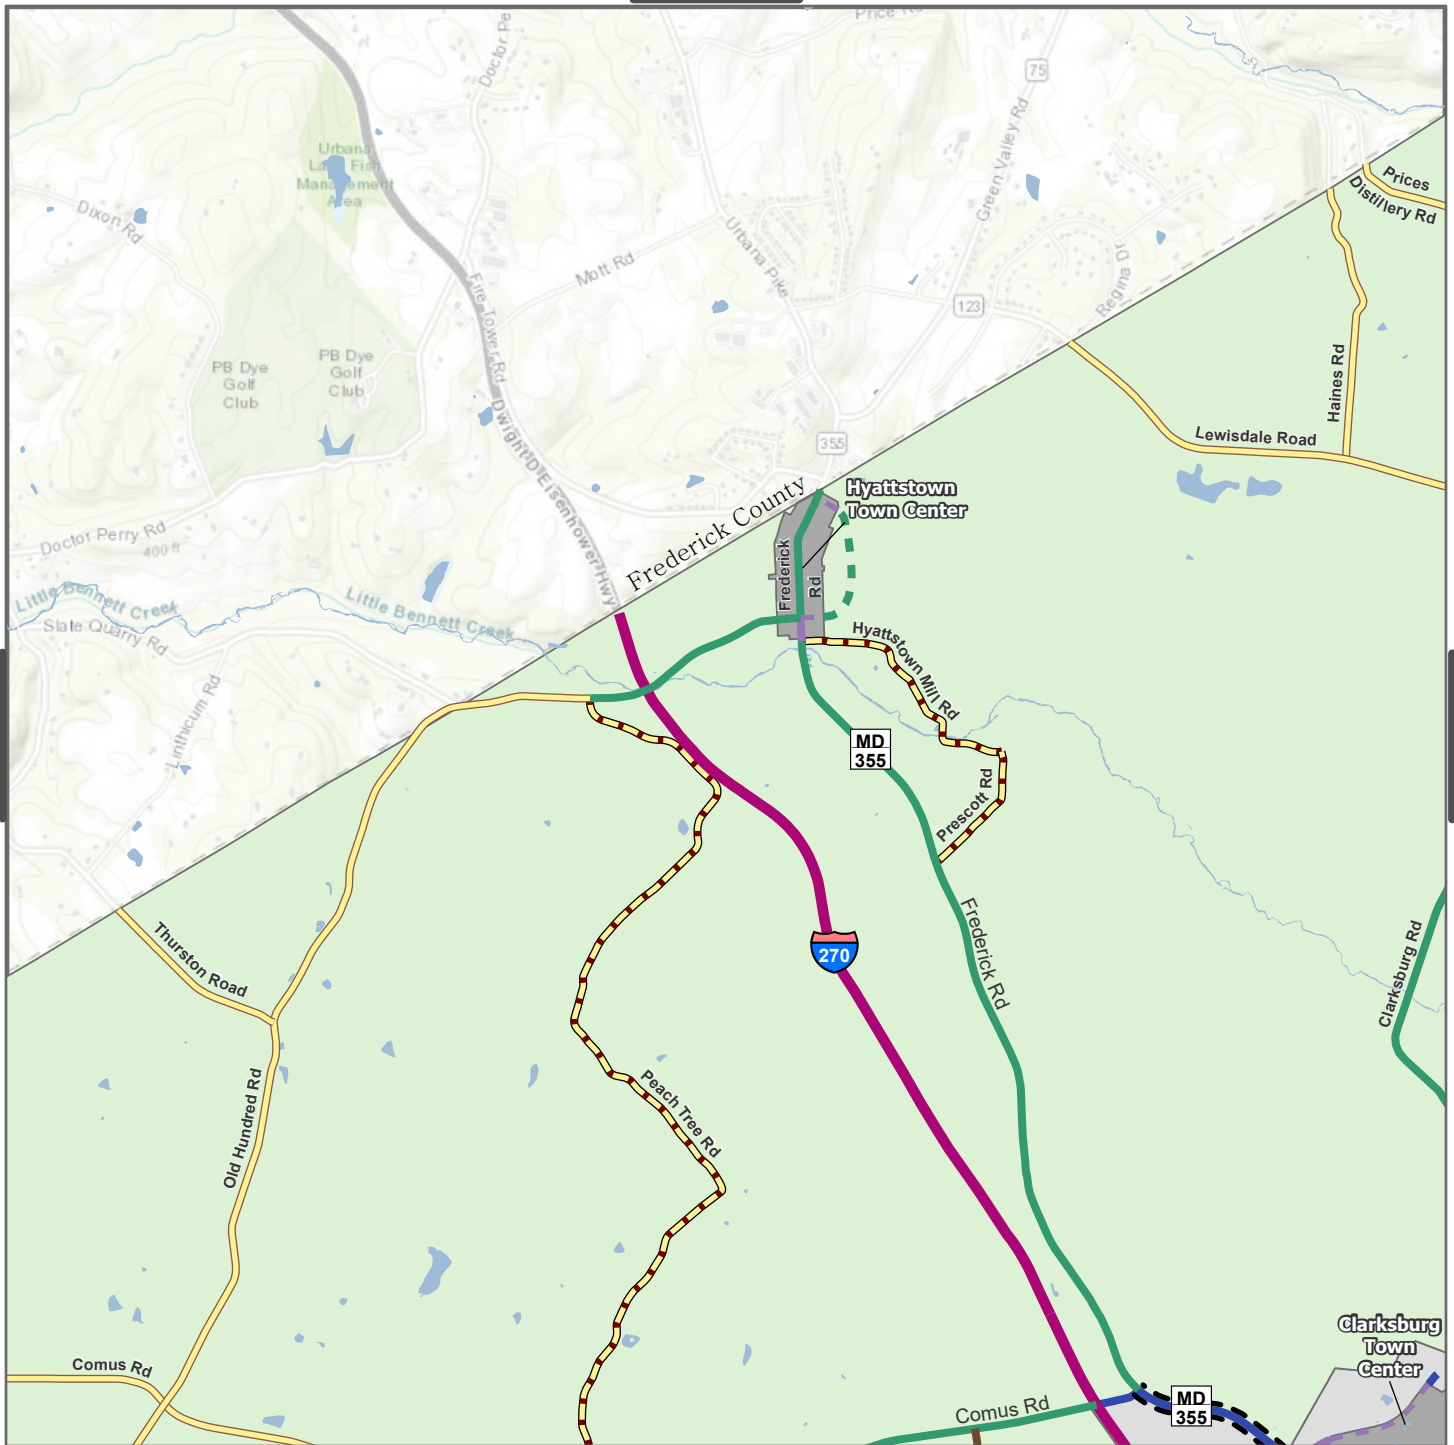 Price Rd
Doctor Pe
75
Green Valley Rd
Urbana
Lake Fish
Management
Area
Prices
Distillery Rd
Dixon Rd
Urbana Pike
Mott Rd
Regina Dr
Fire Tower Rd
123
PB Dye
Golf
Club
PB Dye
Golf
Club
Haines Rd
Lewisdale Road
355
Dwight D Eisenhower Hwy
Frederick County
Hyattstown
Town Center
Doctor Perry Rd
400 ft
Frederick
Rd
Little Bennett Creek
Little Bennett Creek
Slate Quarry Rd
Hyattstown Mill Rd
Linthicum Rd
MD
355
Prescott Rd
Frederick Rd
270
Thurston Road
Clarksburg Rd
Old Hundred Rd
Peach Tree Rd
Clarksburg
Town
Center
Comus Rd
Comus Rd
MD
355